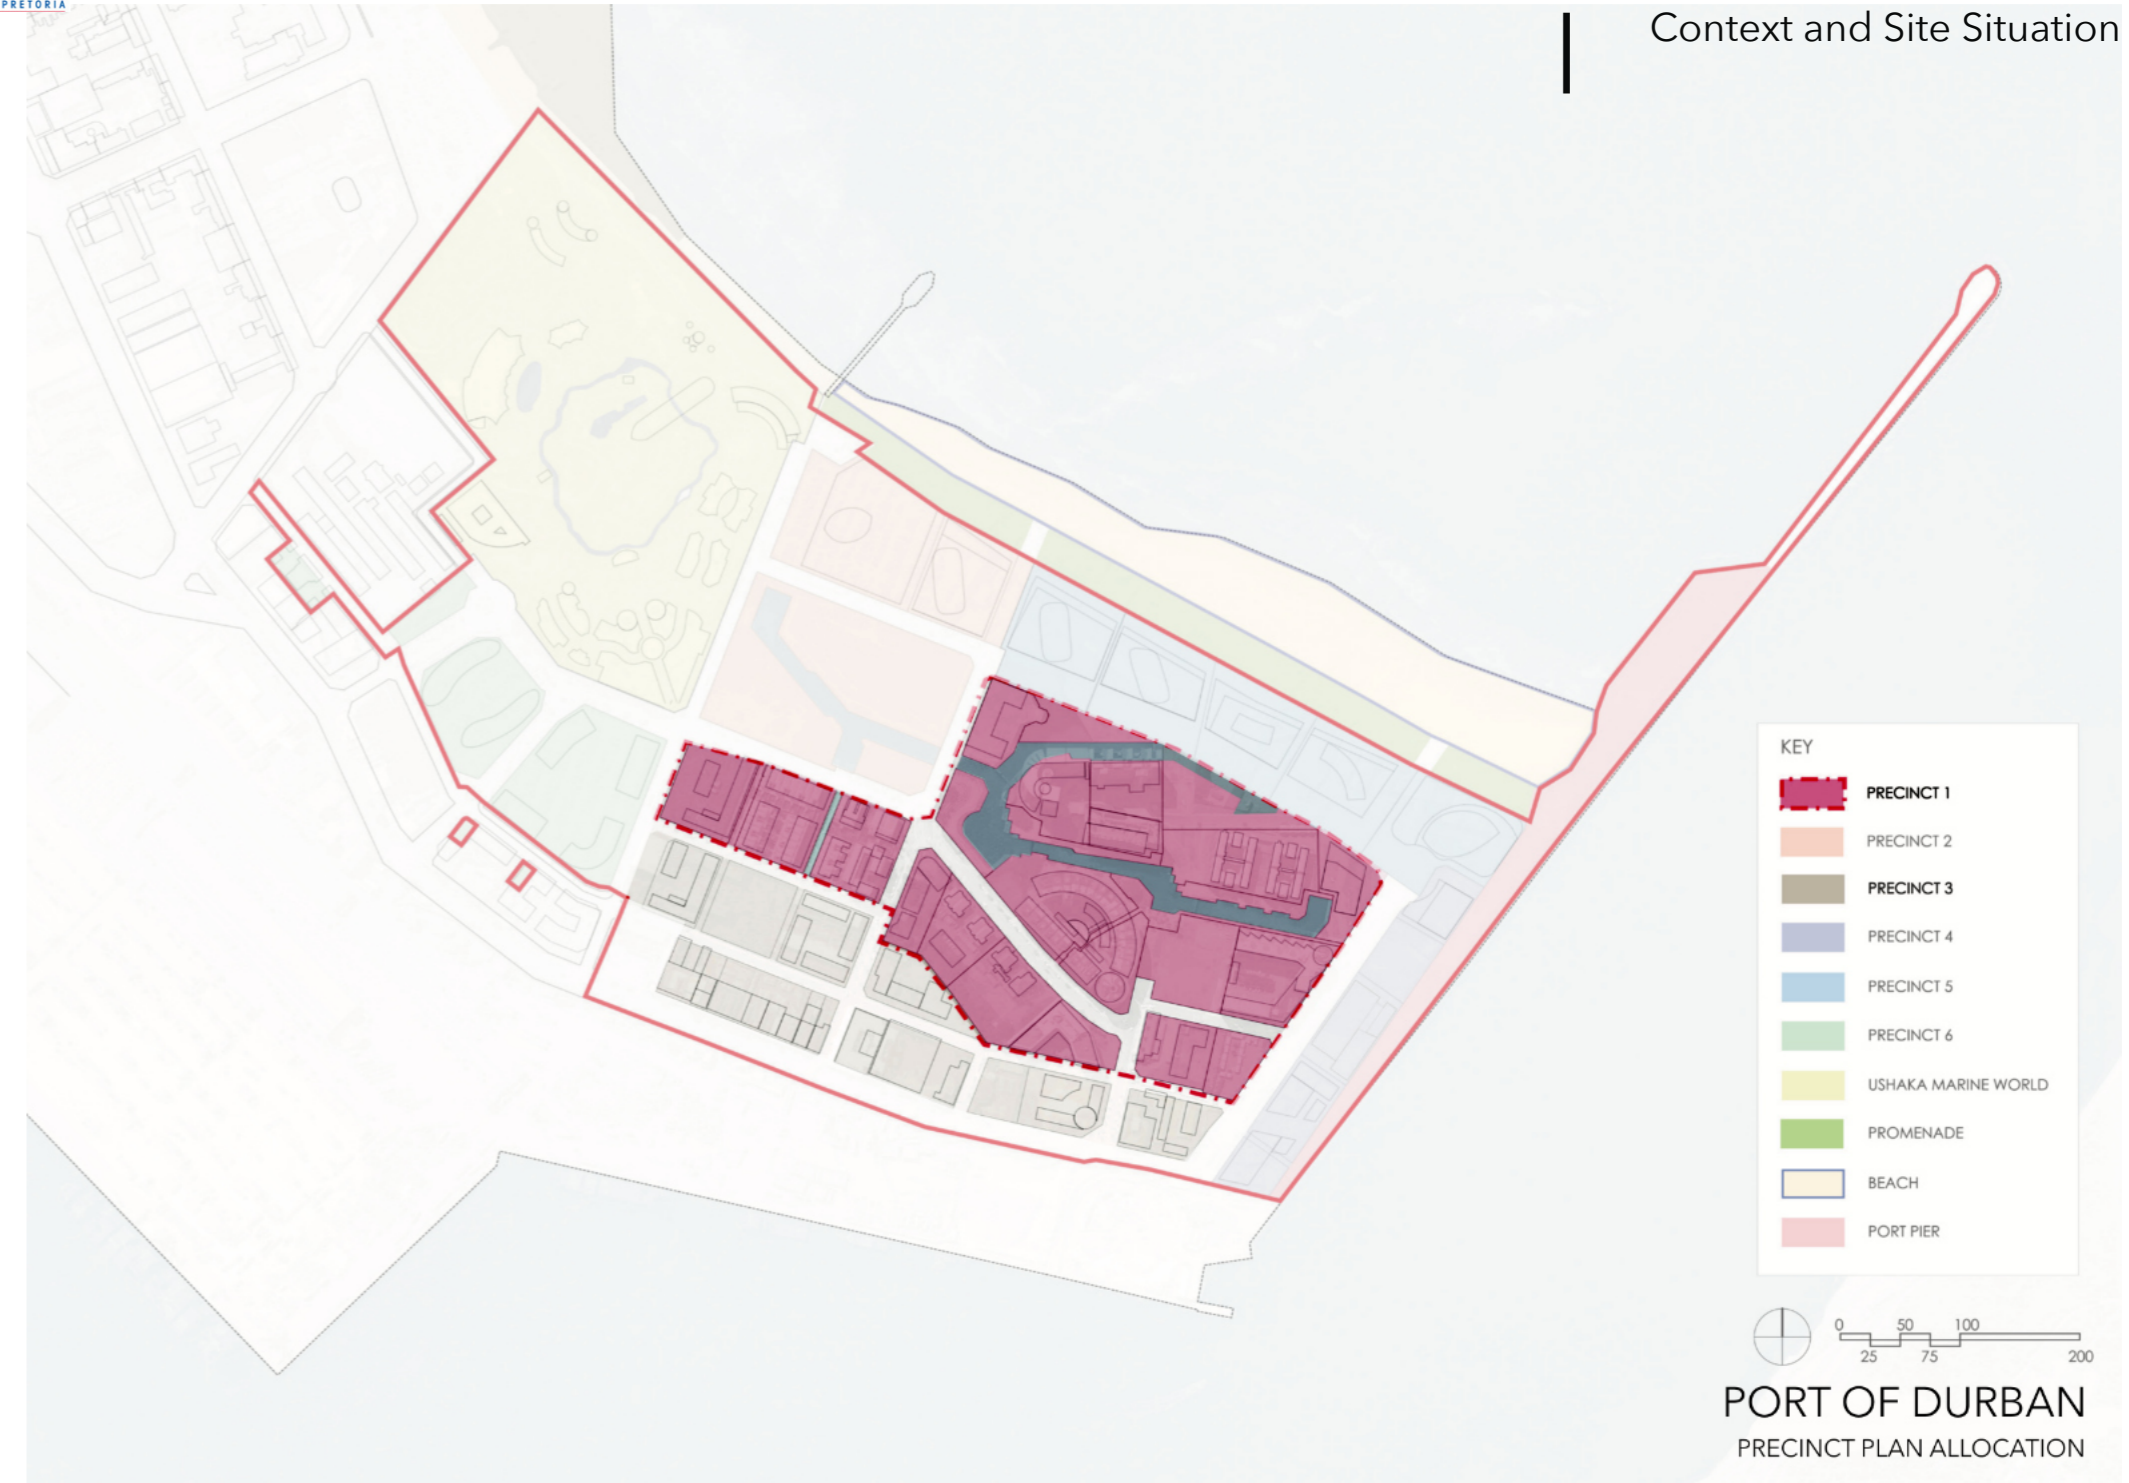 PRETORIA
Context and Site Situation
KEY
PRECINCT 1
PRECINCT 2
PRECINCT 3
PRECINCT 4
PRECINCT 5
PRECINCT 6
USHAKA MARINE WORLD
PROMENADE
BEACH
PORT PIER
0 50 100
25 75 200
PORT OF DURBAN
PRECINCT PLAN ALLOCATION